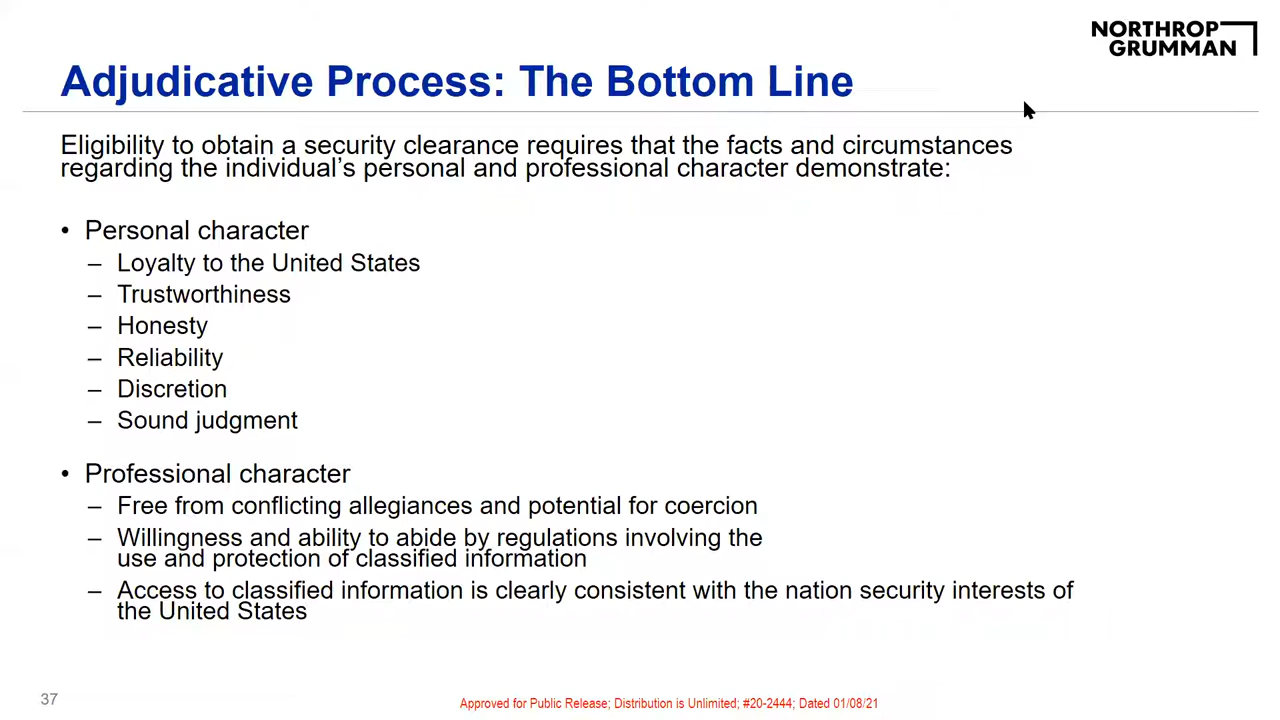 NORTHROP
GRUMMAN
Adjudicative Process: The Bottom Line
Eligibility to obtain a security clearance requires that the facts and circumstances
regarding the individual’s personal and professional character demonstrate:
• Personal character
– Loyalty to the United States
– Trustworthiness
– Honesty
– Reliability
– Discretion
– Sound judgment
• Professional character
– Free from conflicting allegiances and potential for coercion
– Willingness and ability to abide by regulations involving the
use and protection of classified information
– Access to classified information is clearly consistent with the nation security interests of
the United States
37
Approved for Public Release; Distribution is Unlimited; #20-2444; Dated 01/08/21